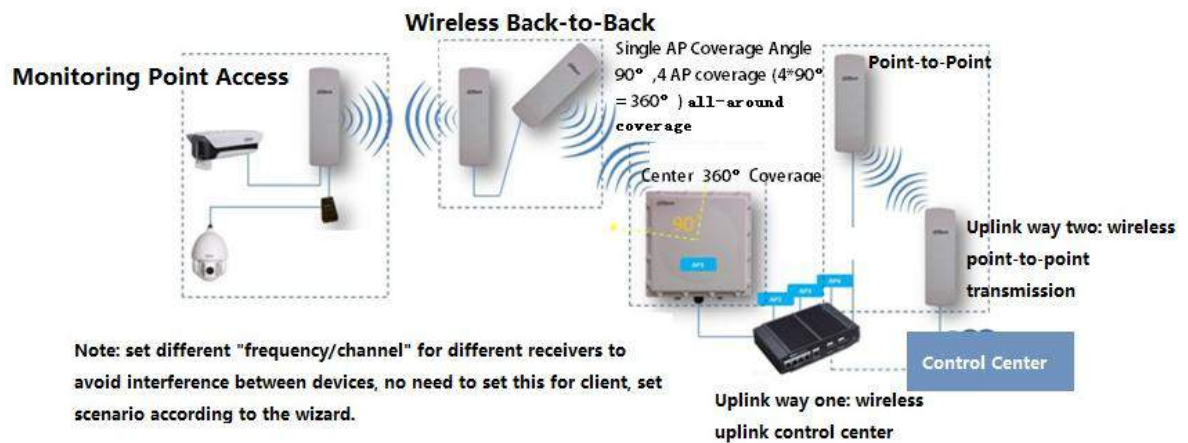 Wireless Back-to-Back
Monitoring Point Access
Single AP Coverage Angle
90° ,4 AP coverage (4*90°
= 360° ) all-around
coverage
Point-to-Point
Center 360° Coverage
90°
AP1
AP2
AP3
AP4
Uplink way two: wireless
point-to-point
transmission
Control Center
Note: set different "frequency/channel" for different receivers to
avoid interference between devices, no need to set this for client, set
scenario according to the wizard.
Uplink way one: wireless
uplink control center